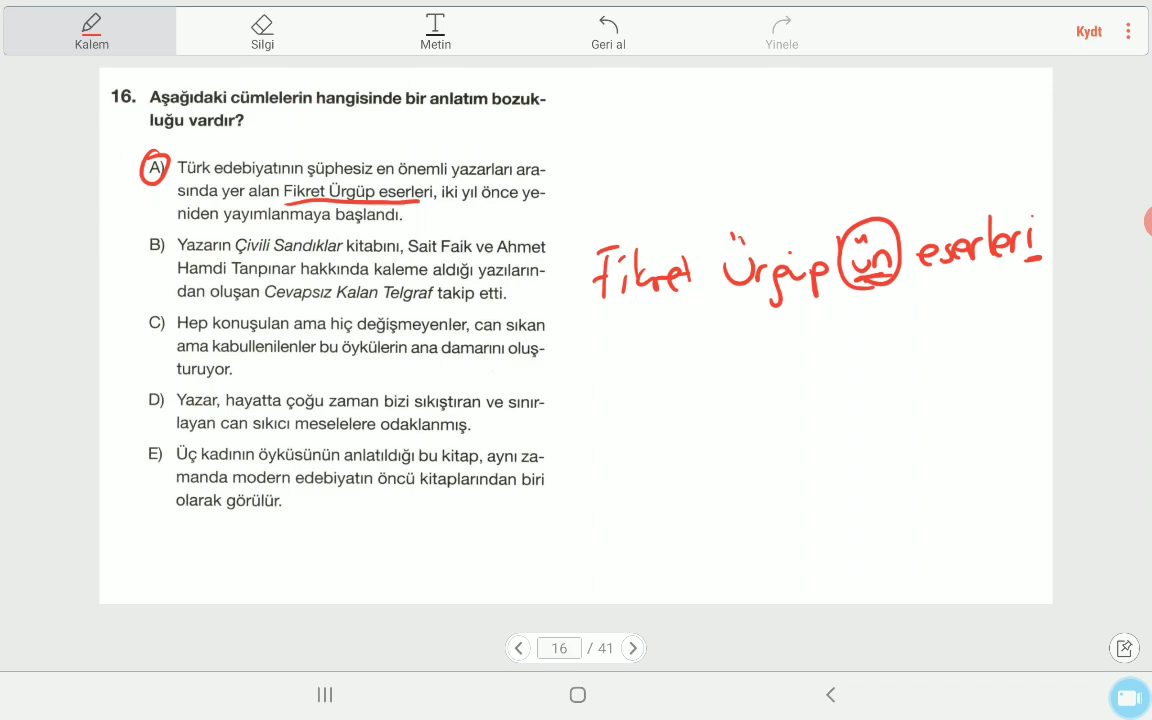 Kalem
Silgi
Metin
Geri al
Yinele
Kydt
16. Aşağıdaki cümlelerin hangisinde bir anlatım bozuk-
luğu vardır?
A) Türk edebiyatının şüphesiz en önemli yazarları ara-
sında yer alan Fikret Ürgüp eserleri, iki yıl önce ye-
niden yayımlanmaya başlandı.
B) Yazarın Çivili Sandıklar kitabını, Sait Faik ve Ahmet
Hamdi Tanpınar hakkında kaleme aldığı yazıların-
dan oluşan Cevapsız Kalan Telgraf takip etti.
C) Hep konuşulan ama hiç değişmeyenler, can sıkan
ama kabullenilenler bu öykülerin ana damarını oluş-
turuyor.
D) Yazar, hayatta çoğu zaman bizi sıkıştıran ve sınır-
layan can sıkıcı meselelere odaklanmış.
E) Üç kadının öyküsünün anlatıldığı bu kitap, aynı za-
manda modern edebiyatın öncü kitaplarından biri
olarak görülür.
Fikret Ürgüp ün eserleri
16 / 41